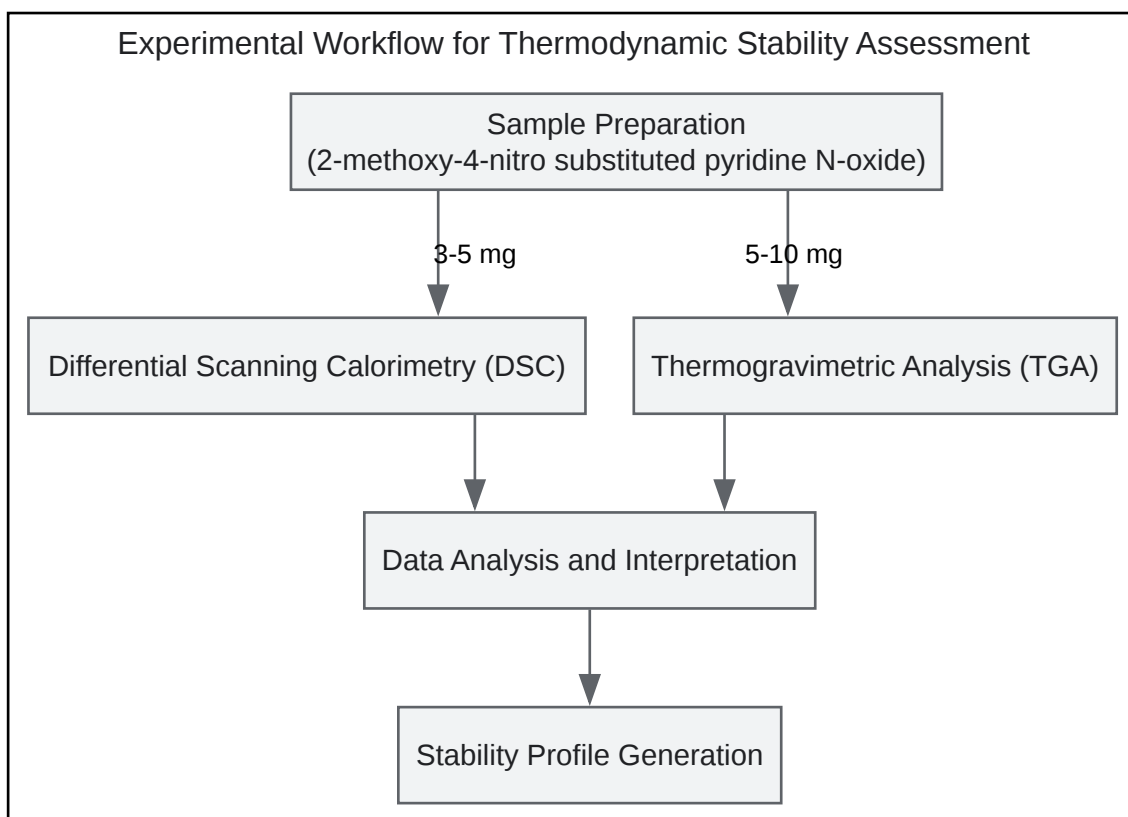 Experimental Workflow for Thermodynamic Stability Assessment
Sample Preparation
(2-methoxy-4-nitro substituted pyridine N-oxide)
3-5 mg
5-10 mg
Differential Scanning Calorimetry (DSC)
Thermogravimetric Analysis (TGA)
Data Analysis and Interpretation
Stability Profile Generation